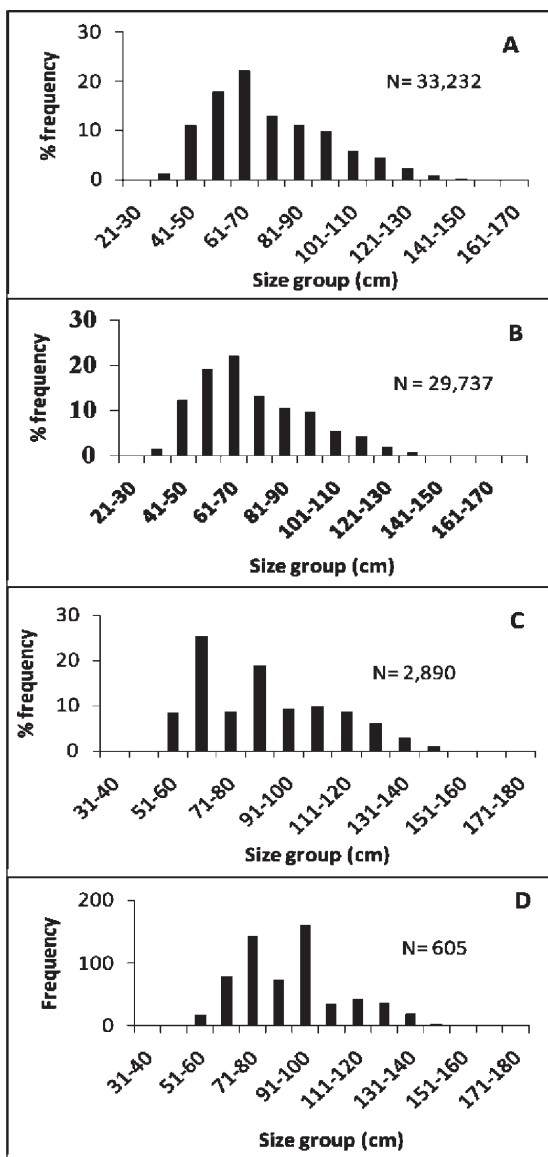 A
N= 33,232
% frequency
30
20
10
0
21-30 41-50 61-70 81-90 101-110 121-130 141-150 161-170
Size group (cm)
B
N = 29,737
% frequency
30
20
10
0
21-30 41-50 61-70 81-90 101-110 121-130 141-150 161-170
Size group (cm)
C
N= 2,890
% frequency
30
20
10
0
31-40 51-60 71-80 91-100 111-120 131-140 151-160 171-180
Size group (cm)
D
N= 605
Frequency
200
100
0
31-40 51-60 71-80 91-100 111-120 131-140 151-160 171-180
Size group (cm)